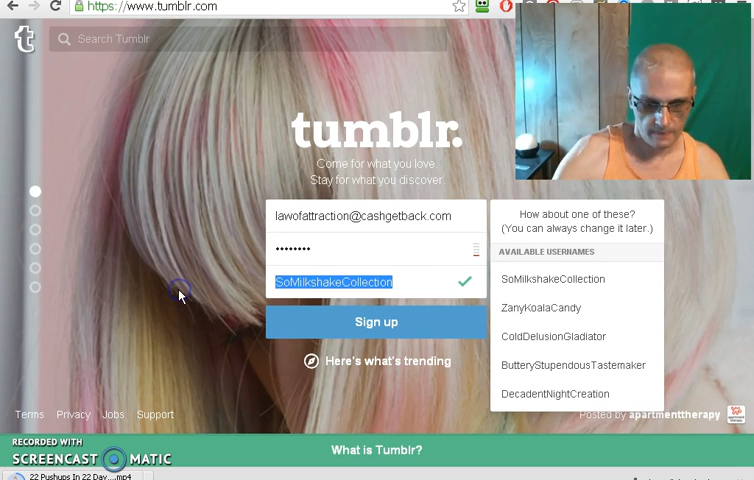 https://www.tumblr.com
t
Search Tumblr
tumblr.
Come for what you love.
Stay for what you discover.
lawofattraction@cashgetback.com
••••••••
SoMilkshakeCollection
Sign up
Here's what's trending
How about one of these?
(You can always change it later.)
AVAILABLE USERNAMES
SoMilkshakeCollection
ZanyKoalaCandy
ColdDelusionGladiator
ButteryStupendousTastemaker
DecadentNightCreation
Terms Privacy Jobs Support
Posted by apartmenttherapy
What is Tumblr?
RECORDED WITH
SCREENCAST MATIC
22 Pushups In 22 Day....mp4